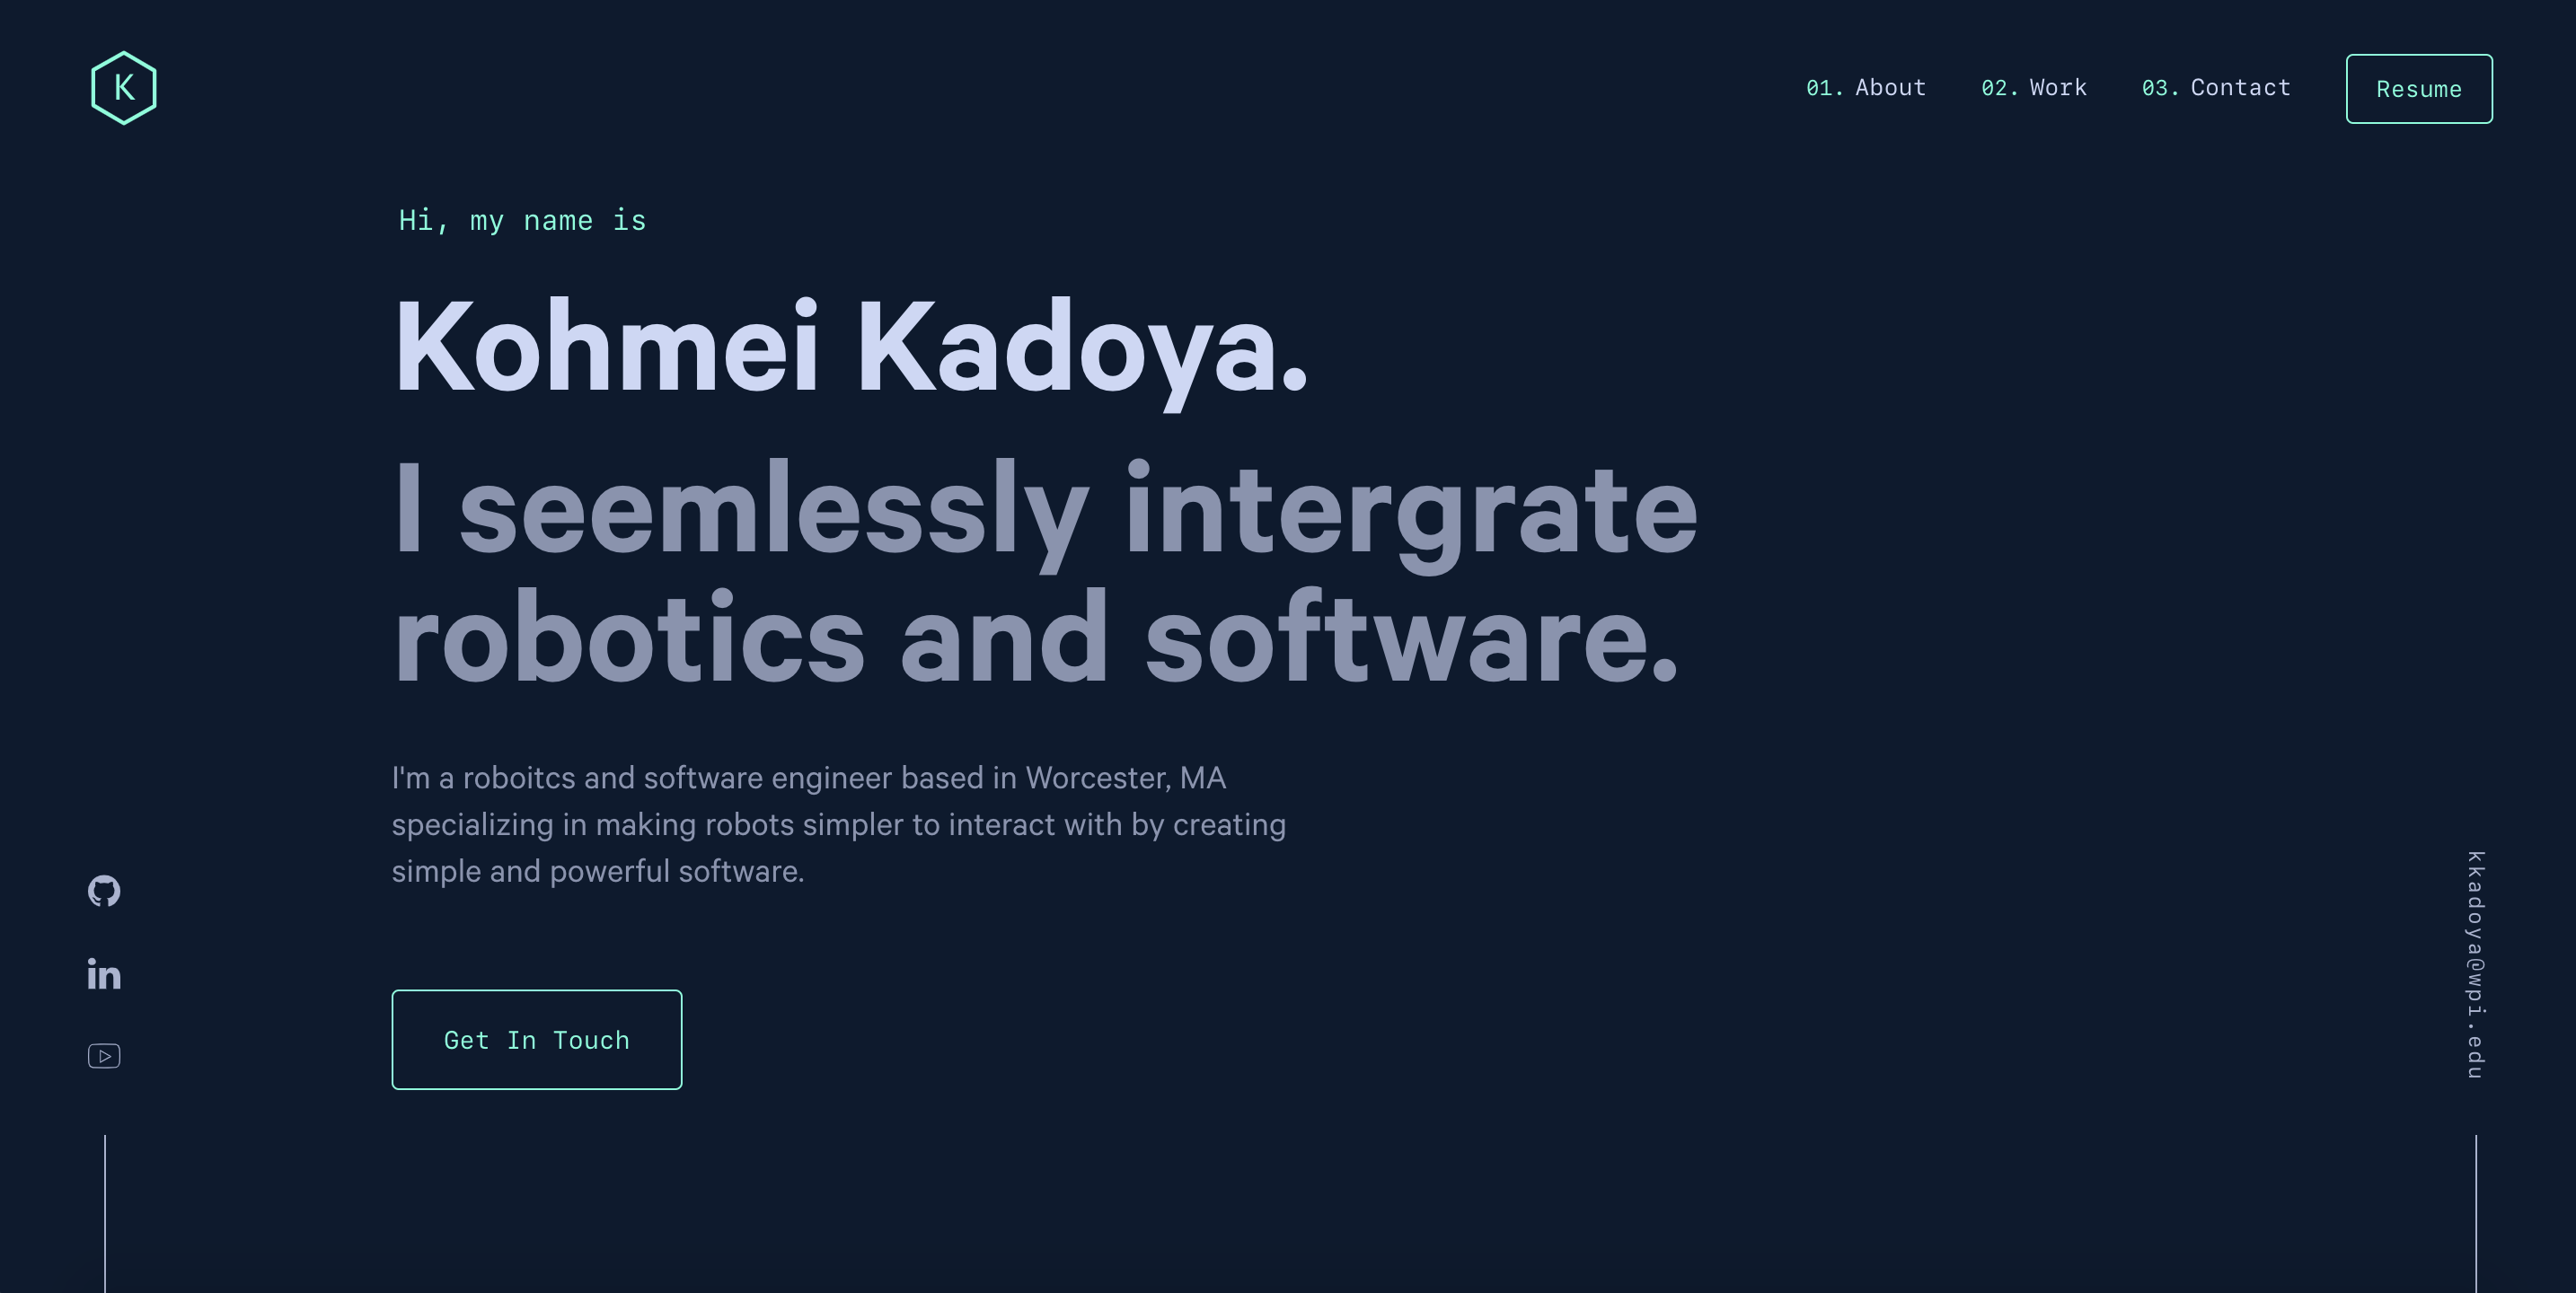 K
01. About
02. Work
03. Contact
Resume
Hi, my name is
Kohmei Kadoya.
I seemlessly intergrate
robotics and software.
I'm a roboitcs and software engineer based in Worcester, MA
specializing in making robots simpler to interact with by creating
simple and powerful software.
in
Get In Touch
kkadoya@wpi.edu